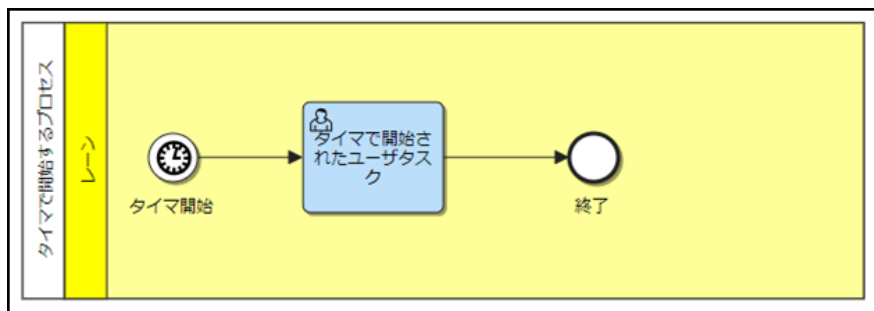 タイマで開始するプロセス
レーン
タイマ開始
タイマで開始さ
れたユーザタス
ク
終了